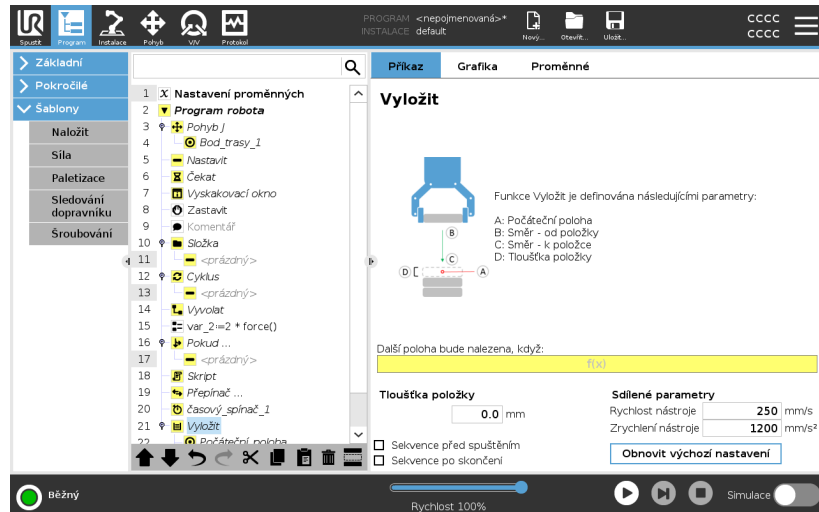 PROGRAM <nepojmenovaná>*
INSTALACE default
Spustit
Program
Instalace
Pohyb
V/V
Protokol
Nový...
Otevřít...
Uložit...
cccc
cccc
Základní
Pokročilé
Šablony
Naložit
Síla
Paletizace
Sledování
dopravníku
Šroubování
1 X Nastavení proměnných
2 Program robota
3 Pohyb J
4 Bod_trasy_1
5 Nastavit
6 Čekat
7 Vyskakovací okno
8 Zastavit
9 Komentář
10 Složka
11 <prázdný>
12 Cyklus
13 <prázdný>
14 Vyvolat
15 var_2:=2 * force()
16 Pokud ...
17 <prázdný>
18 Skript
19 Přepínač ...
20 časový_spínač_1
21 Vyložit
22 Počáteční_poloha
Příkaz
Grafika
Proměnné
Vyložit
Funkce Vyložit je definována následujícími parametry:
A: Počáteční poloha
B: Směr - od položky
C: Směr - k položce
D: Tloušťka položky
B
C
D
A
Další poloha bude nalezena, když:
f(x)
Tloušťka položky
0.0 mm
Sekvence před spuštěním
Sekvence po skončení
Sdílené parametry
Rychlost nástroje 250 mm/s
Zrychlení nástroje 1200 mm/s²
Obnovit výchozí nastavení
Běžný
Rychlost 100%
Simulace